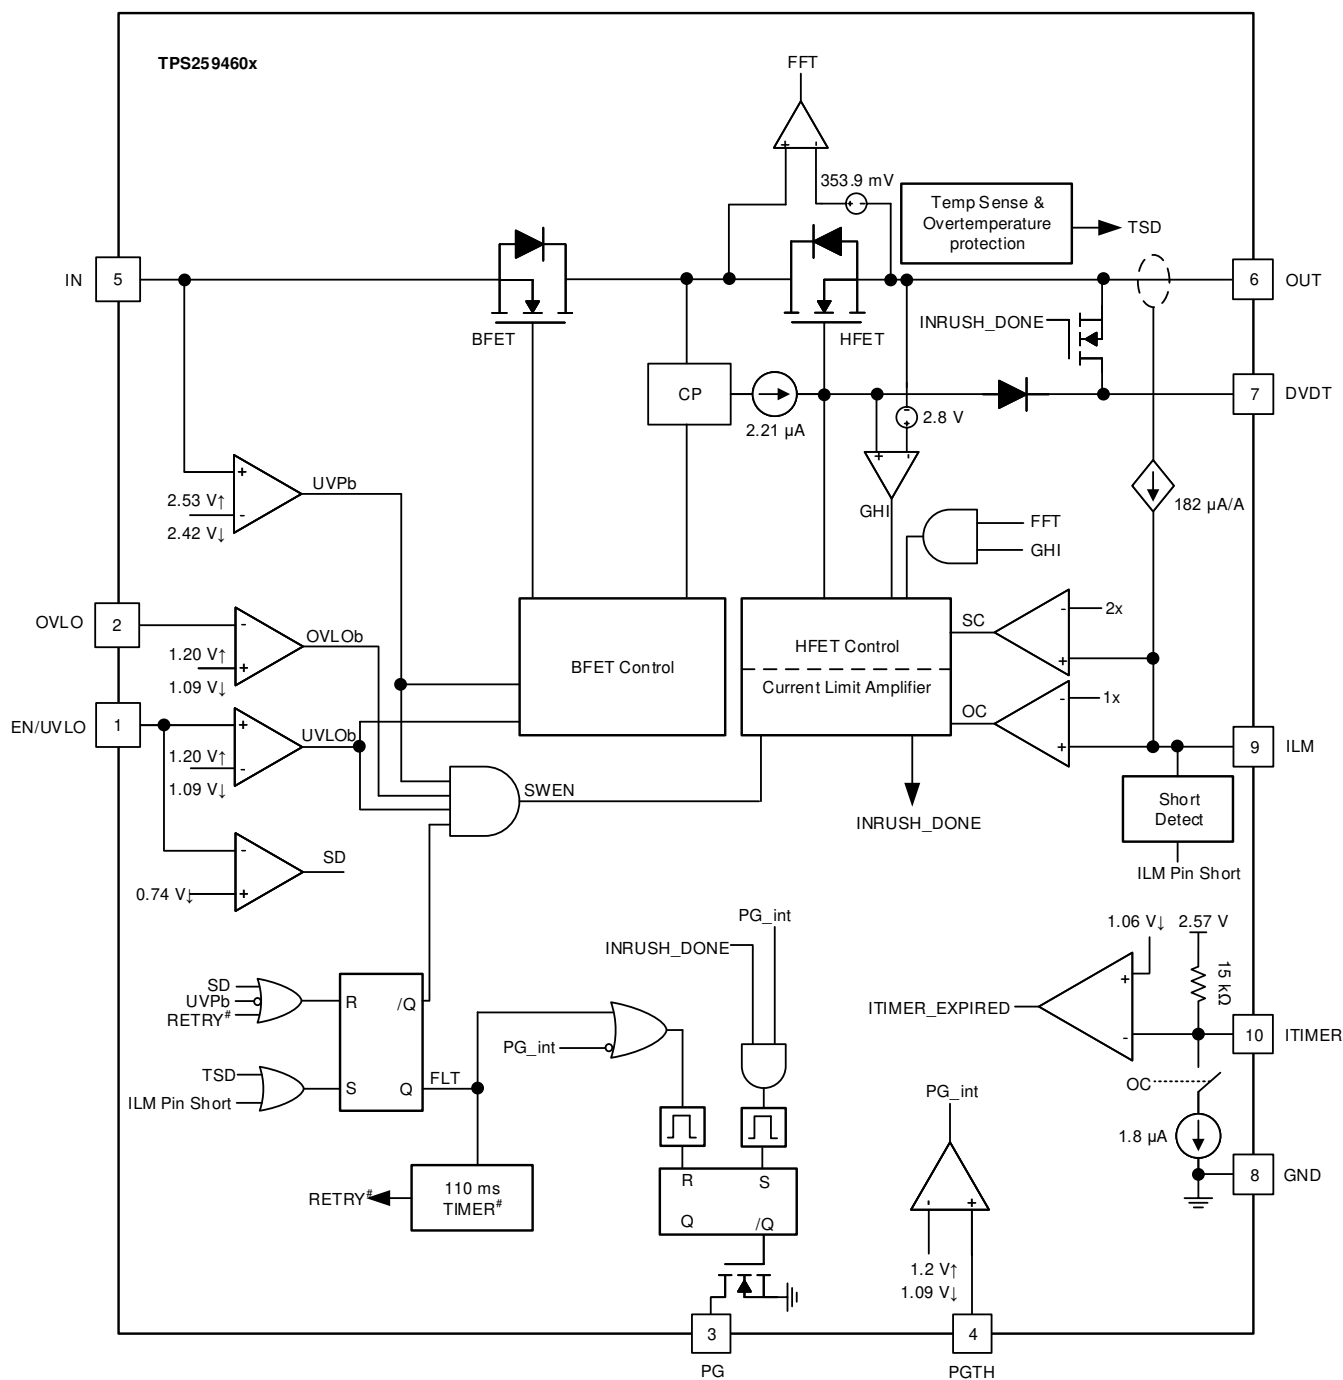 TPS259460x
FFT
353.9 mV
Temp Sense &
Overtemperature
protection
TSD
IN
5
6
OUT
BFET
HFET
INRUSH_DONE
CP
2.21 µA
2.8 V
7
DVDT
+
-
+
-
+
-
-
+
2.53 V↑
2.42 V↓
+
-
UVPb
+
-
GHI
182 µA/A
FFT
GHI
OVLO
2
1.20 V↑
1.09 V↓
-
+
OVLOb
BFET Control
HFET Control
Current Limit Amplifier
SC
-
+
2x
EN/UVLO
1
1.20 V↑
1.09 V↓
+
-
UVLOb
OC
-
+
1x
9
ILM
SWEN
INRUSH_DONE
Short
Detect
ILM Pin Short
0.74 V↓
-
+
SD
PG_int
INRUSH_DONE
1.06 V↓
2.57 V
15 kΩ
SD
UVPb
RETRY#
R
/Q
ITIMER_EXPIRED
+
-
10
ITIMER
PG_int
TSD
ILM Pin Short
S
Q
FLT
PG_int
OC
1.8 µA
RETRY#
110 ms
TIMER#
R
S
Q
/Q
-
+
8
GND
1.2 V↑
1.09 V↓
3
PG
4
PGTH